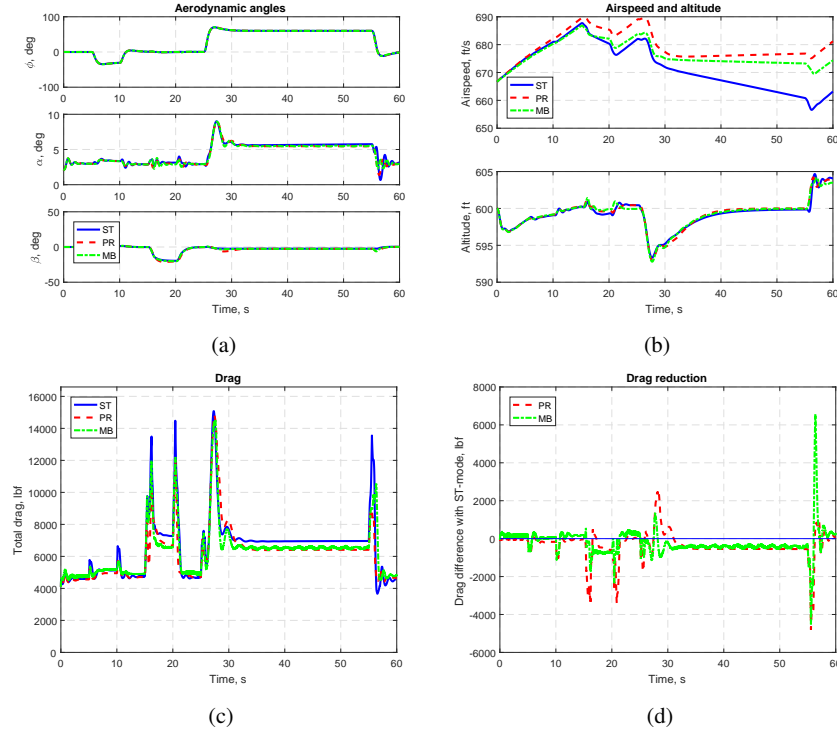 Aerodynamic angles
100
0
-100
ϕ, deg
0 10 20 30 40 50 60
10
5
0
α, deg
0 10 20 30 40 50 60
50
0
-50
β, deg
ST
PR
MB
0 10 20 30 40 50 60
Time, s
(a)
Airspeed and altitude
690
680
670
660
650
Airspeed, ft/s
ST
PR
MB
0 10 20 30 40 50 60
605
600
595
590
Altitude, ft
0 10 20 30 40 50 60
Time, s
(b)
Drag
16000
14000
12000
10000
8000
6000
4000
2000
0
Total drag, lbf
ST
PR
MB
0 10 20 30 40 50 60
Time, s
(c)
Drag reduction
8000
6000
4000
2000
0
-2000
-4000
-6000
Drag difference with ST-mode, lbf
PR
MB
0 10 20 30 40 50 60
Time, s
(d)